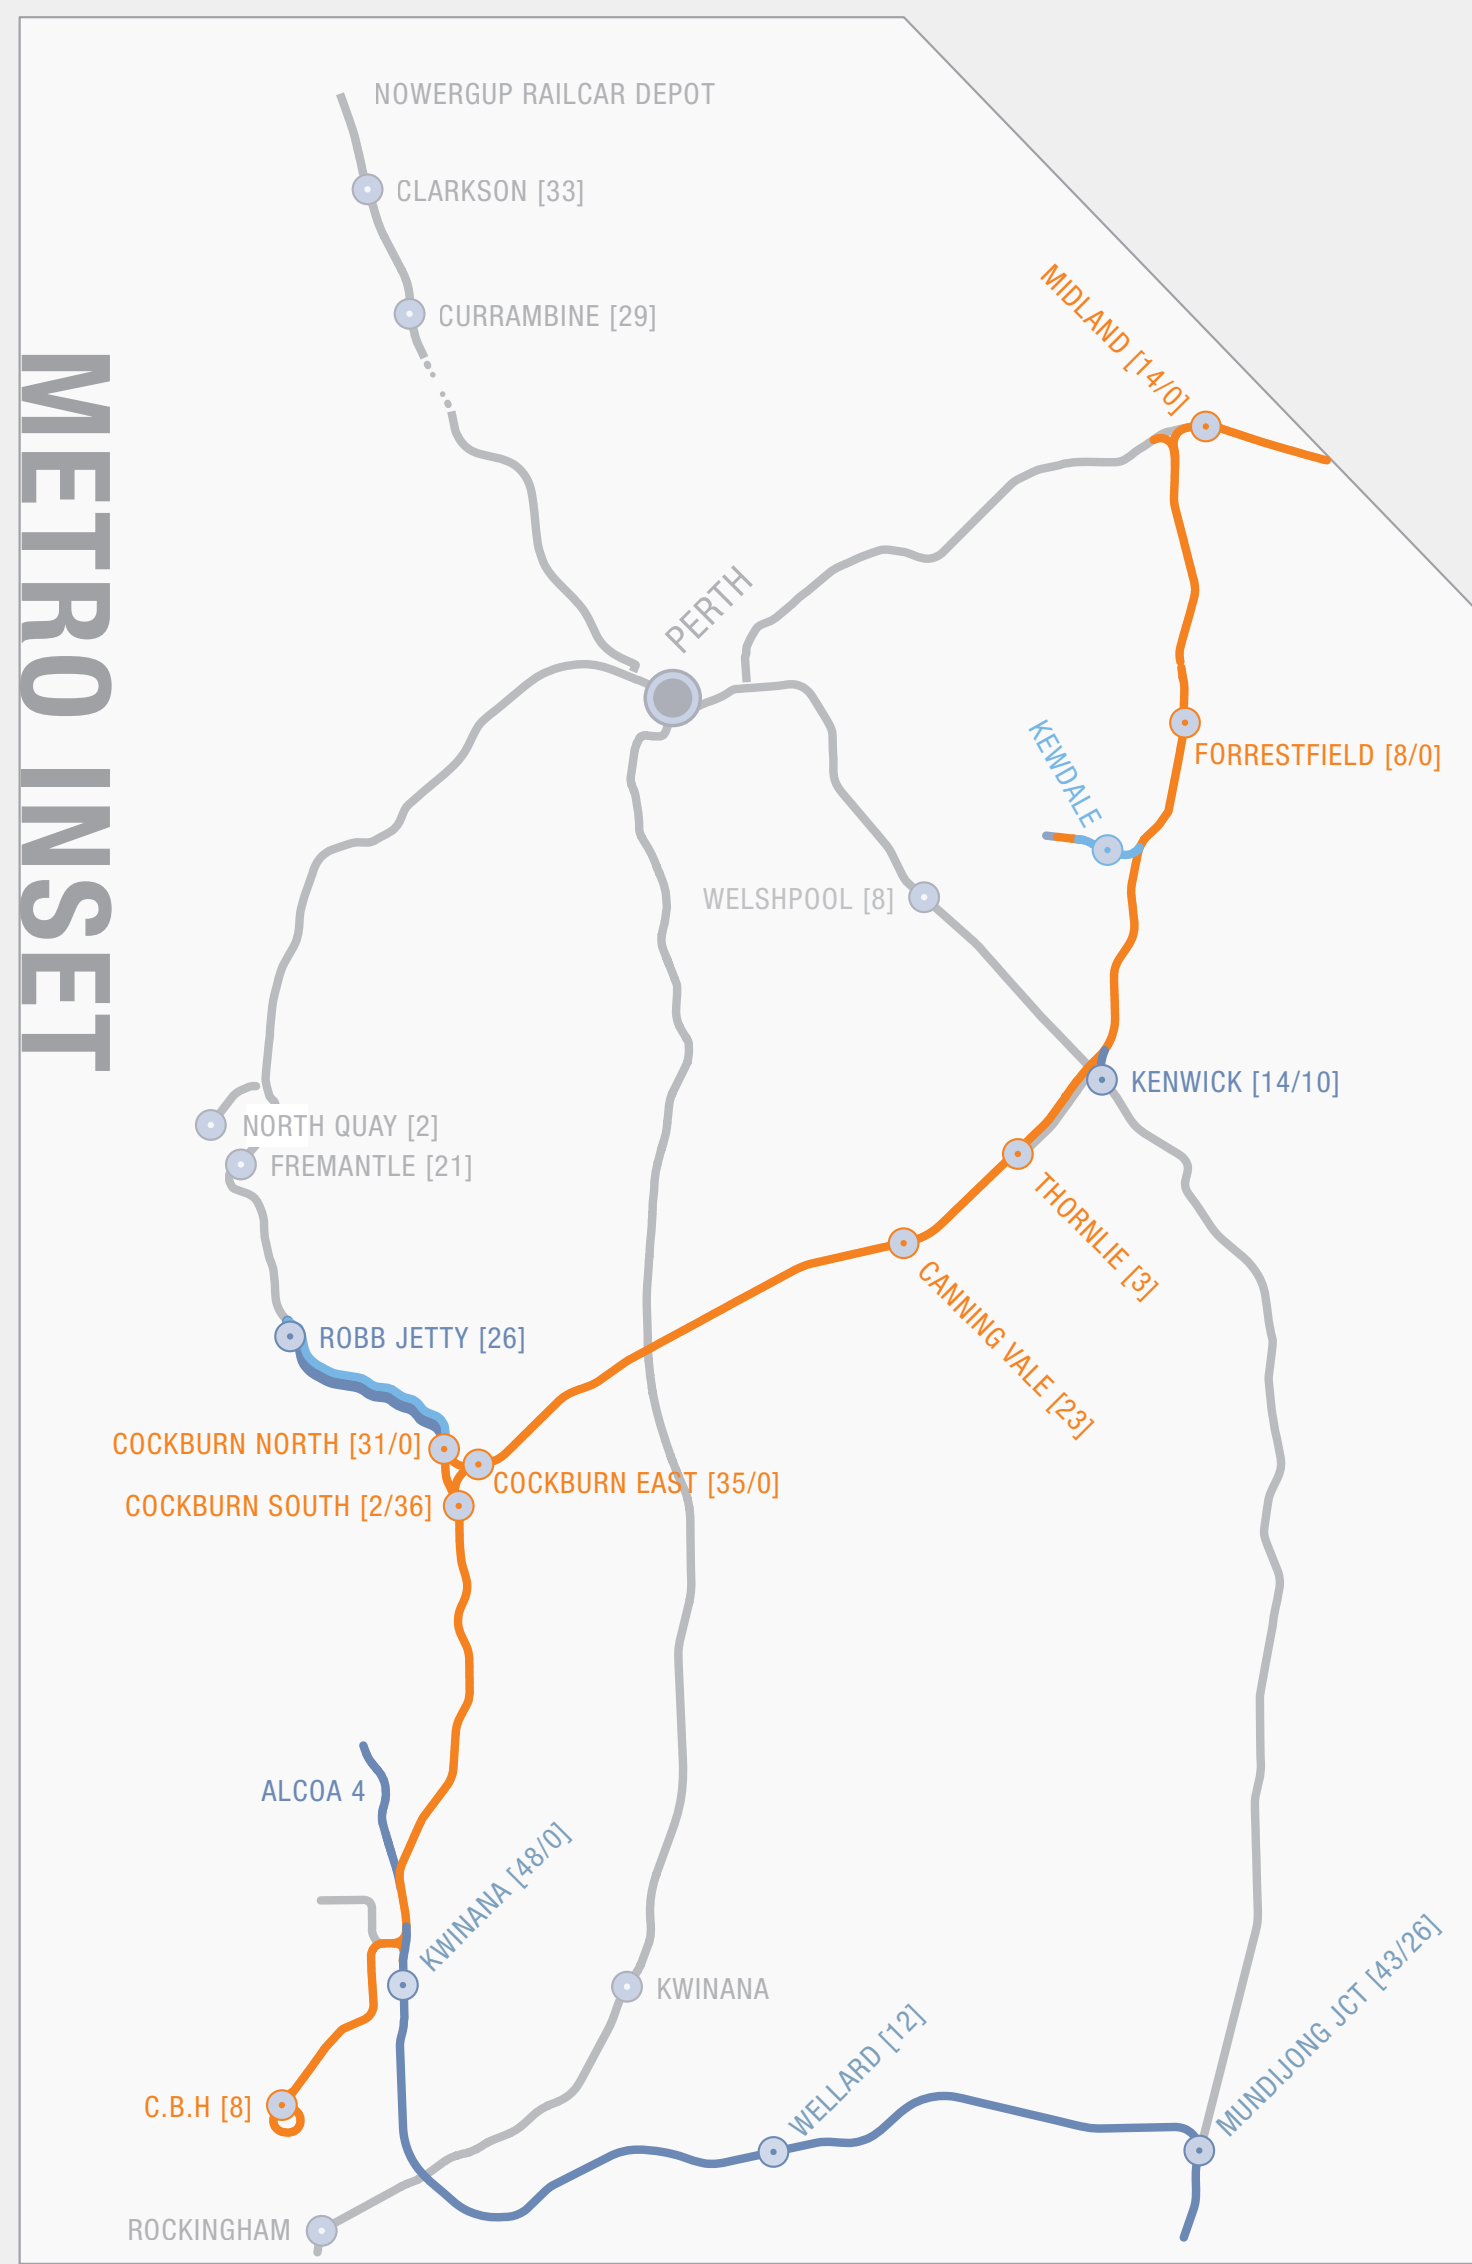 NOWERGUP RAILCAR DEPOT
CLARKSON [33]
CURRAMBINE [29]
MIDLAND [14/0]
METRO INSET
PERTH
FORRESTFIELD [8/0]
KEWDALE
WELSHPOOL [8]
KENWICK [14/10]
NORTH QUAY [2]
FREMANTLE [21]
THORNLIE [3]
CANNING VALE [23]
ROBB JETTY [26]
COCKBURN NORTH [31/0]
COCKBURN EAST [35/0]
COCKBURN SOUTH [2/36]
ALCOA 4
KWINANA [48/0]
KWINANA
WELLARD [12]
MUNDIJONG JCT [43/26]
C.B.H [8]
ROCKINGHAM